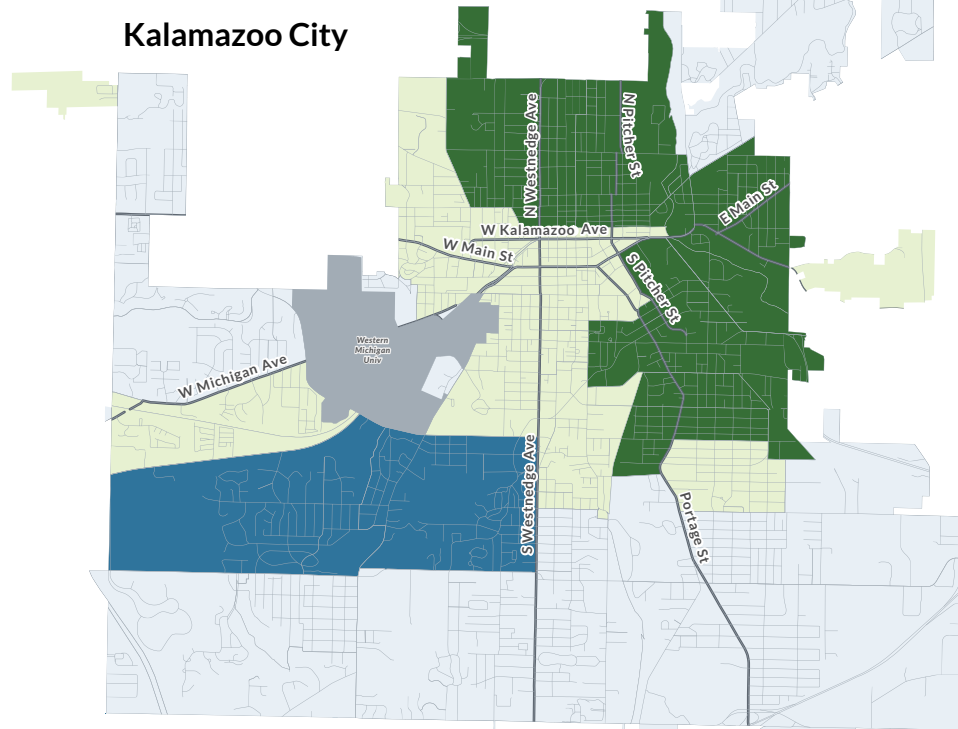 Kalamazoo City
N Westnedge Ave
N Pitcher St
E Main St
W Kalamazoo Ave
W Main St
S Pitcher St
Western
Michigan
Univ
W Michigan Ave
S Westnedge Ave
Portage St